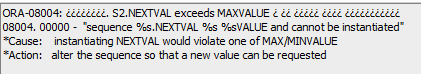 ORA-08004: ¿¿¿¿¿¿¿¿. S2.NEXTVAL exceeds MAXVALUE ¿ ¿¿ ¿¿¿¿¿ ¿¿¿¿ ¿¿¿¿¿¿¿¿¿¿¿
08004. 00000 -  "sequence %s.NEXTVAL %s %sVALUE and cannot be instantiated"
*Cause:    instantiating NEXTVAL would violate one of MAX/MINVALUE
*Action:   alter the sequence so that a new value can be requested